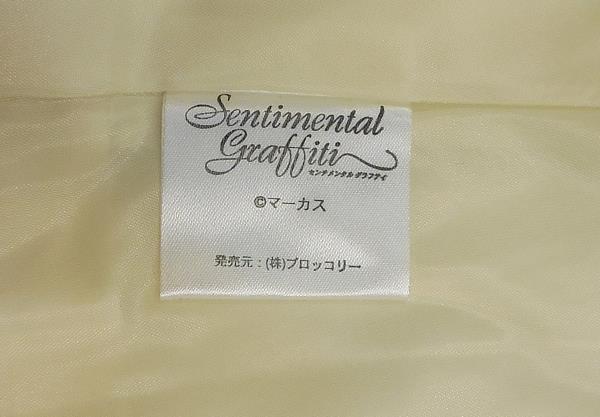 Sentimental
Graffiti
センチメンタルグラフティ
©マーカス
発売元：(株)ブロッコリー